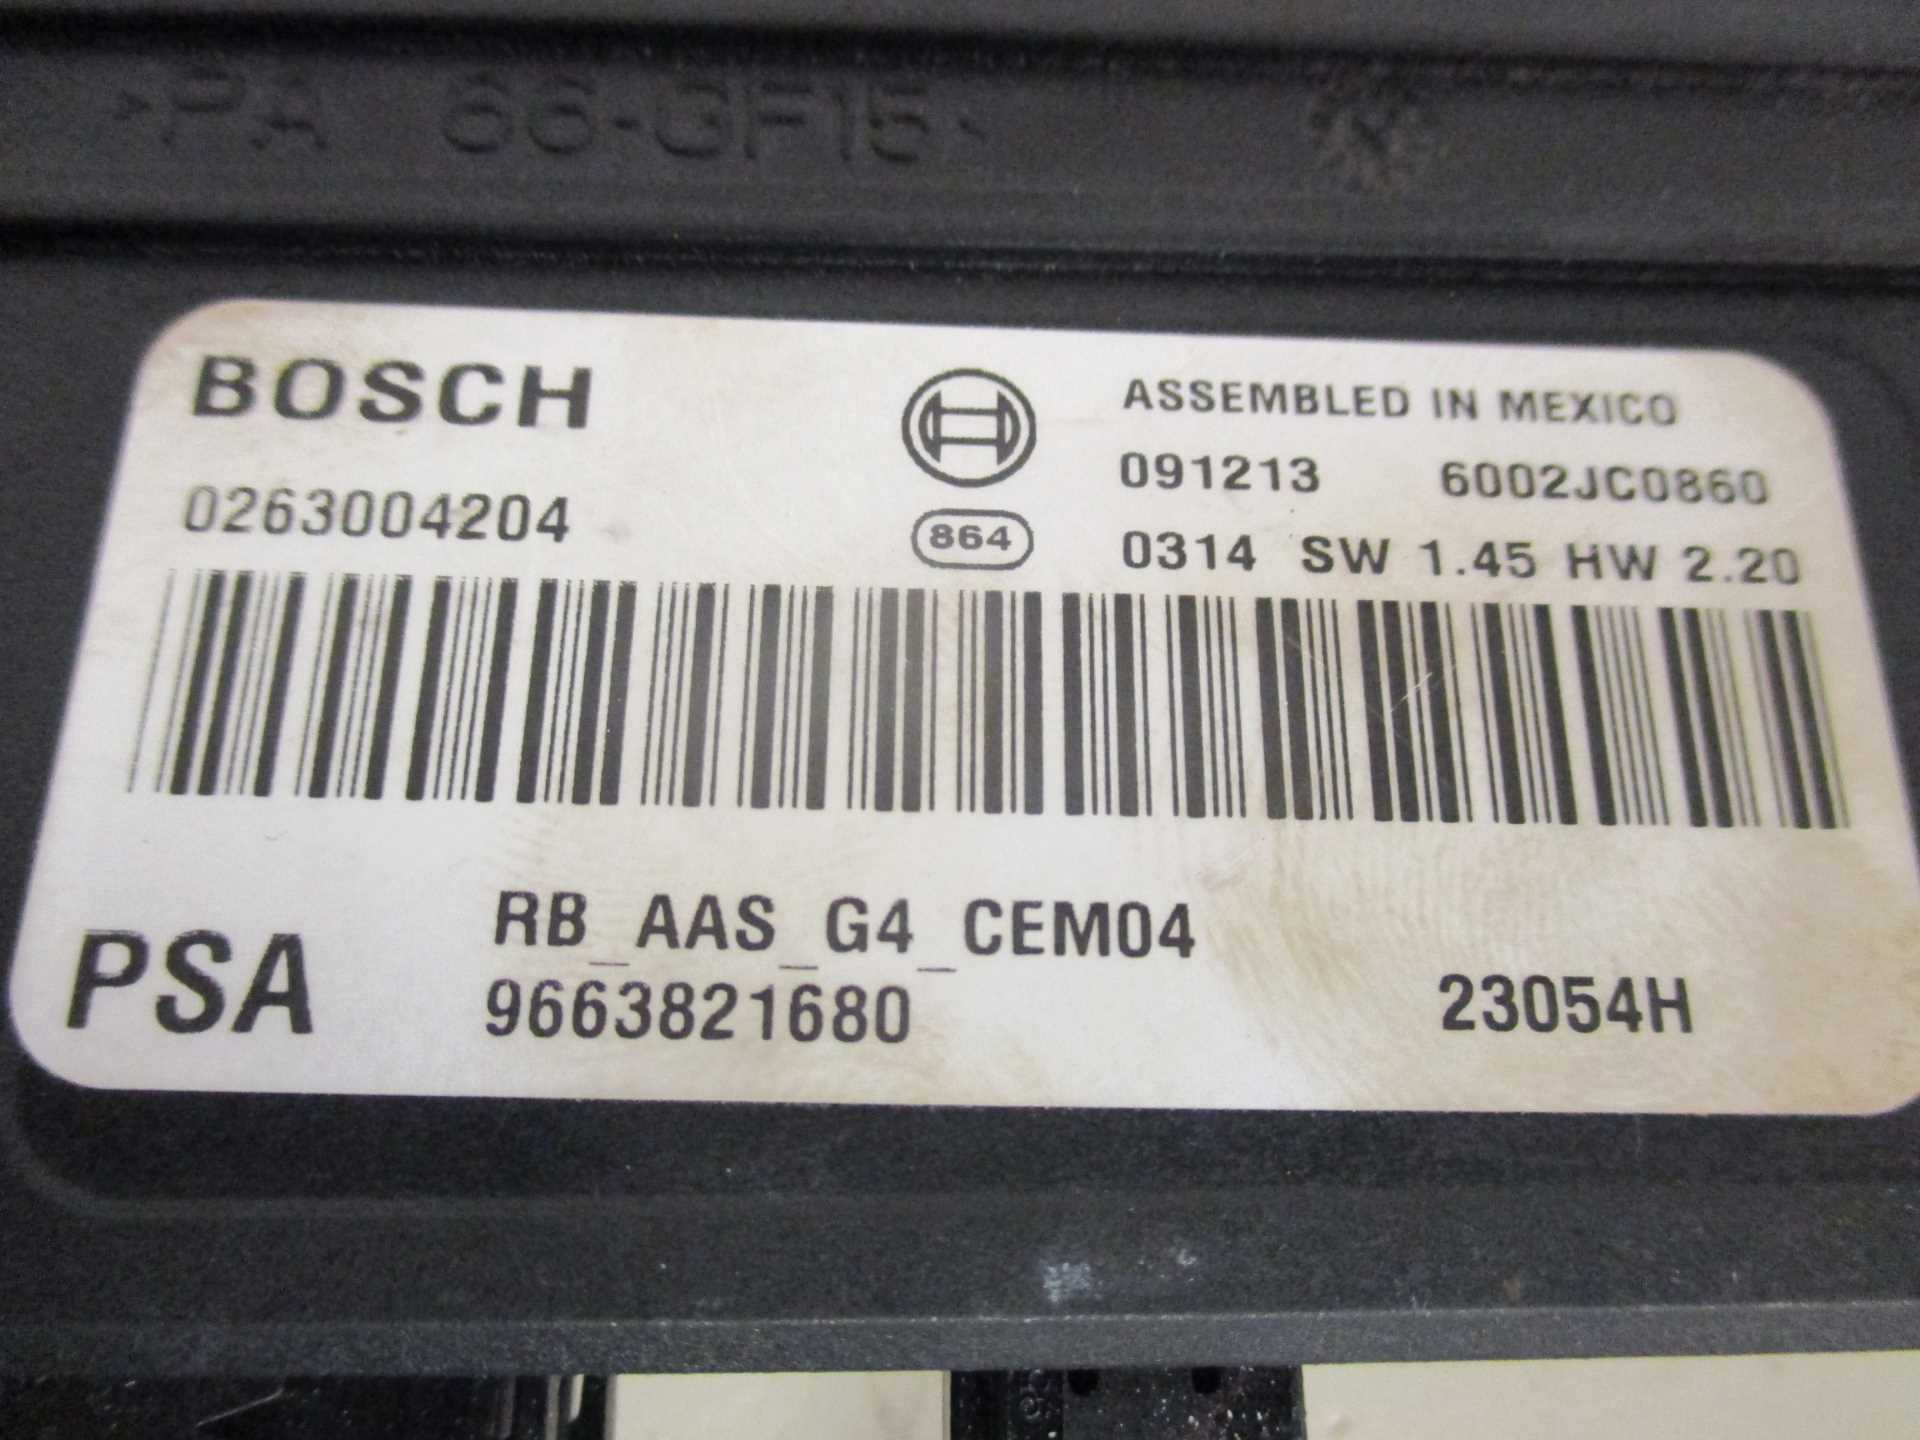 >PA 66-GF15<
BOSCH
0263004204
864
ASSEMBLED IN MEXICO
091213 6002JC0860
0314 SW 1.45 HW 2.20
PSA
RB_AAS_G4_CEM04
9663821680
23054H